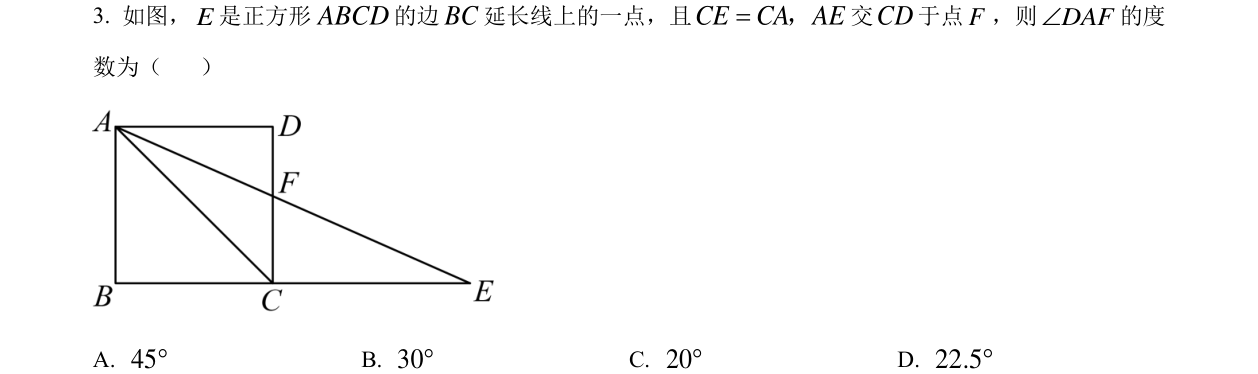 3. 如图，E是正方形ABCD的边BC延长线上的一点，且CE=CA，AE交CD于点F，则∠DAF的度
数为（ ）
A
D
F
B
C
E
A. 45° B. 30° C. 20° D. 22.5°